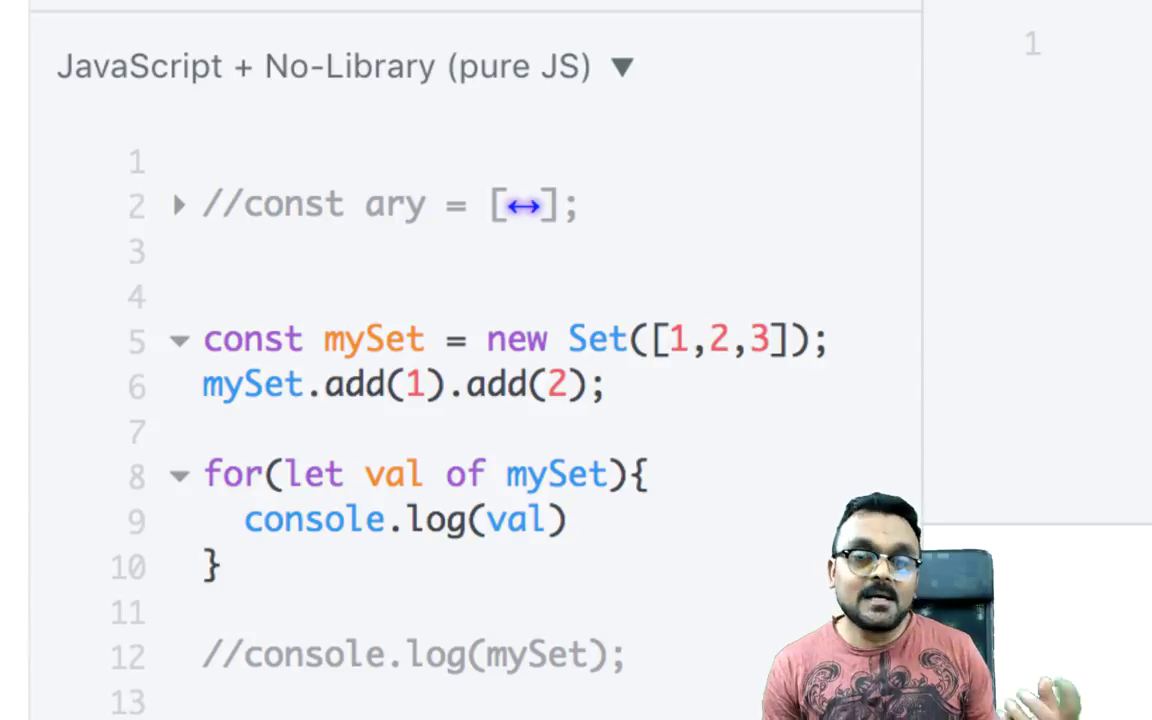 JavaScript + No-Library (pure JS) ▼
1
1
2 //const ary = [↔];
3
4
5 const mySet = new Set([1,2,3]);
6 mySet.add(1).add(2);
7
8 for(let val of mySet){
9 console.log(val)
10 }
11
12 //console.log(mySet);
13